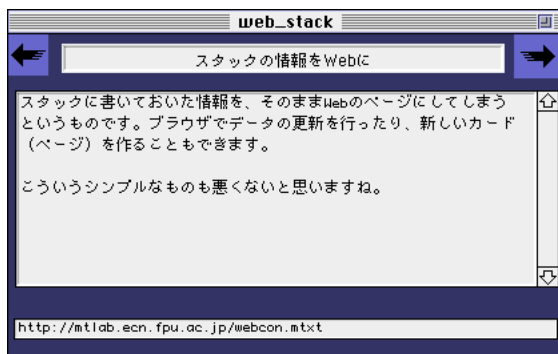 web_stack
スタックの情報をWebに
スタックに書いておいた情報を、そのままWebのページにしてしまう
というものです。ブラウザでデータの更新を行ったり、新しいカード
（ページ）を作ることもできます。
こういうシンプルなものも悪くないと思いますね。
http://mtlab.ecn.fpu.ac.jp/webcon.mtxt